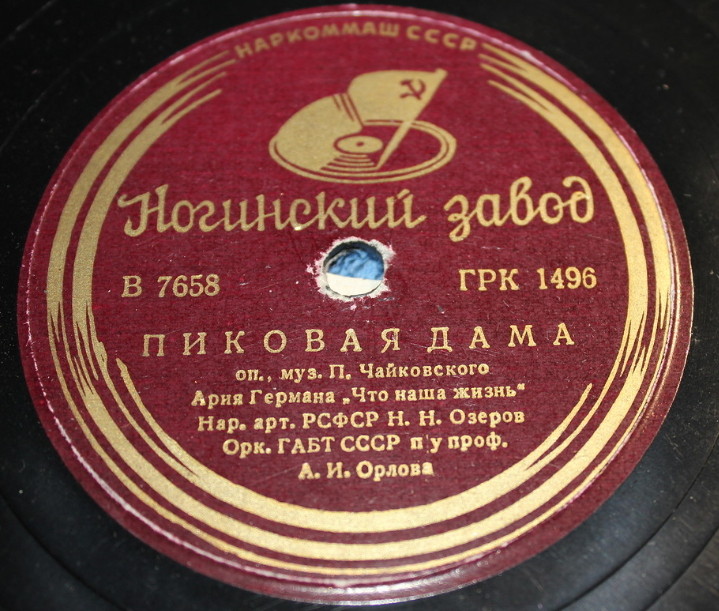 НАРКОММАШ СССР
Ногинский завод
В 7658 ГРК 1496
ПИКОВАЯ ДАМА
оп., муз. П. Чайковского
Ария Германа „Что наша жизнь“
Нар. арт. РСФСР Н. Н. Озеров
Орк. ГАБТ СССР п/у проф.
А. И. Орлова